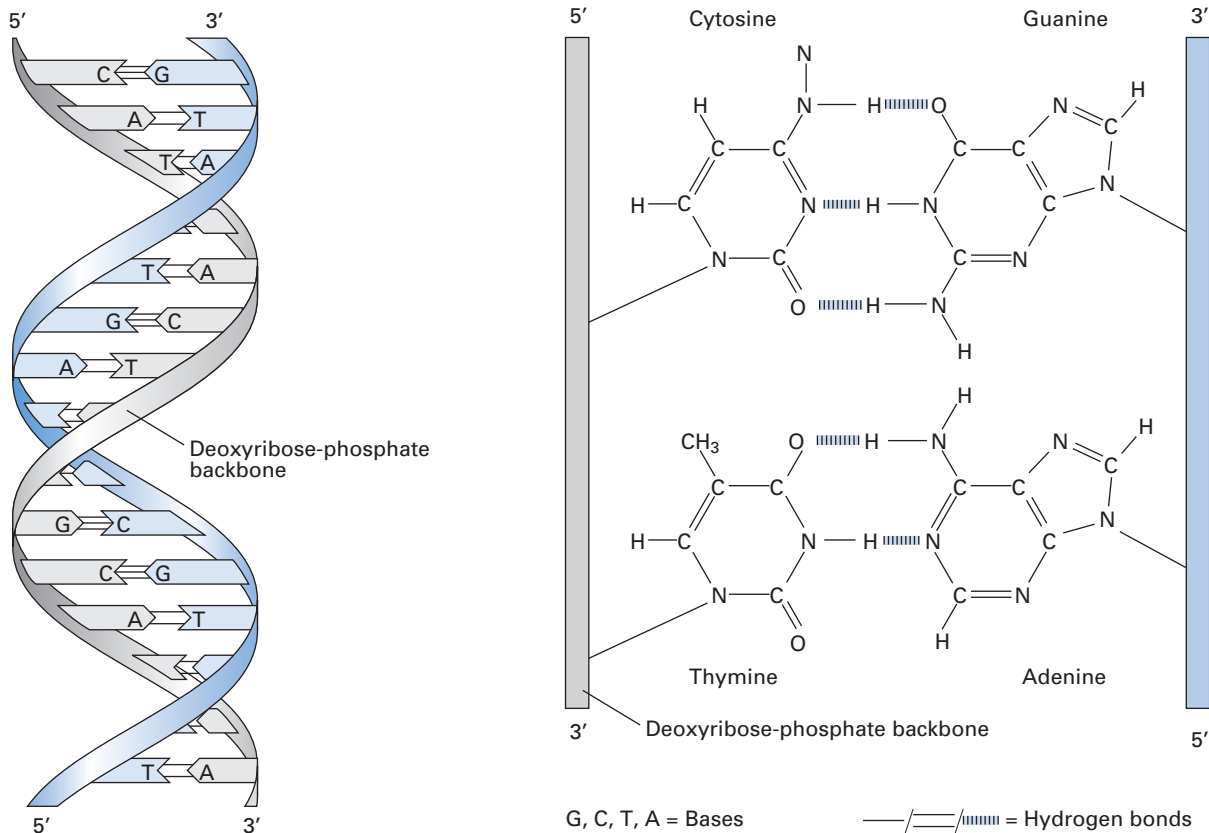 5′ 3′
C G
A T
T A
T A
G C
A T
Deoxyribose-phosphate
backbone
G C
C G
A T
T A
5′ 3′
5′ Cytosine Guanine 3′
N
H N H O N H
C C C C C
H C N H N C N
N C C N
O H N
H
H
CH3 O H N N H
C C C C C
H C N H N C N
N C C N
O H
Thymine Adenine
3′ Deoxyribose-phosphate backbone 5′
G, C, T, A = Bases = Hydrogen bonds